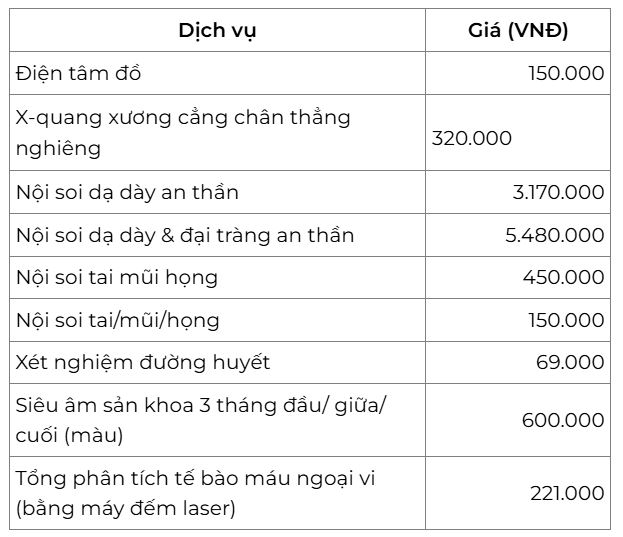 Dịch vụ Giá (VNĐ)
Điện tâm đồ 150.000
X-quang xương cẳng chân thẳng
nghiêng 320.000
Nội soi dạ dày an thần 3.170.000
Nội soi dạ dày & đại tràng an thần 5.480.000
Nội soi tai mũi họng 450.000
Nội soi tai/mũi/họng 150.000
Xét nghiệm đường huyết 69.000
Siêu âm sản khoa 3 tháng đầu/ giữa/
cuối (màu) 600.000
Tổng phân tích tế bào máu ngoại vi
(bằng máy đếm laser) 221.000